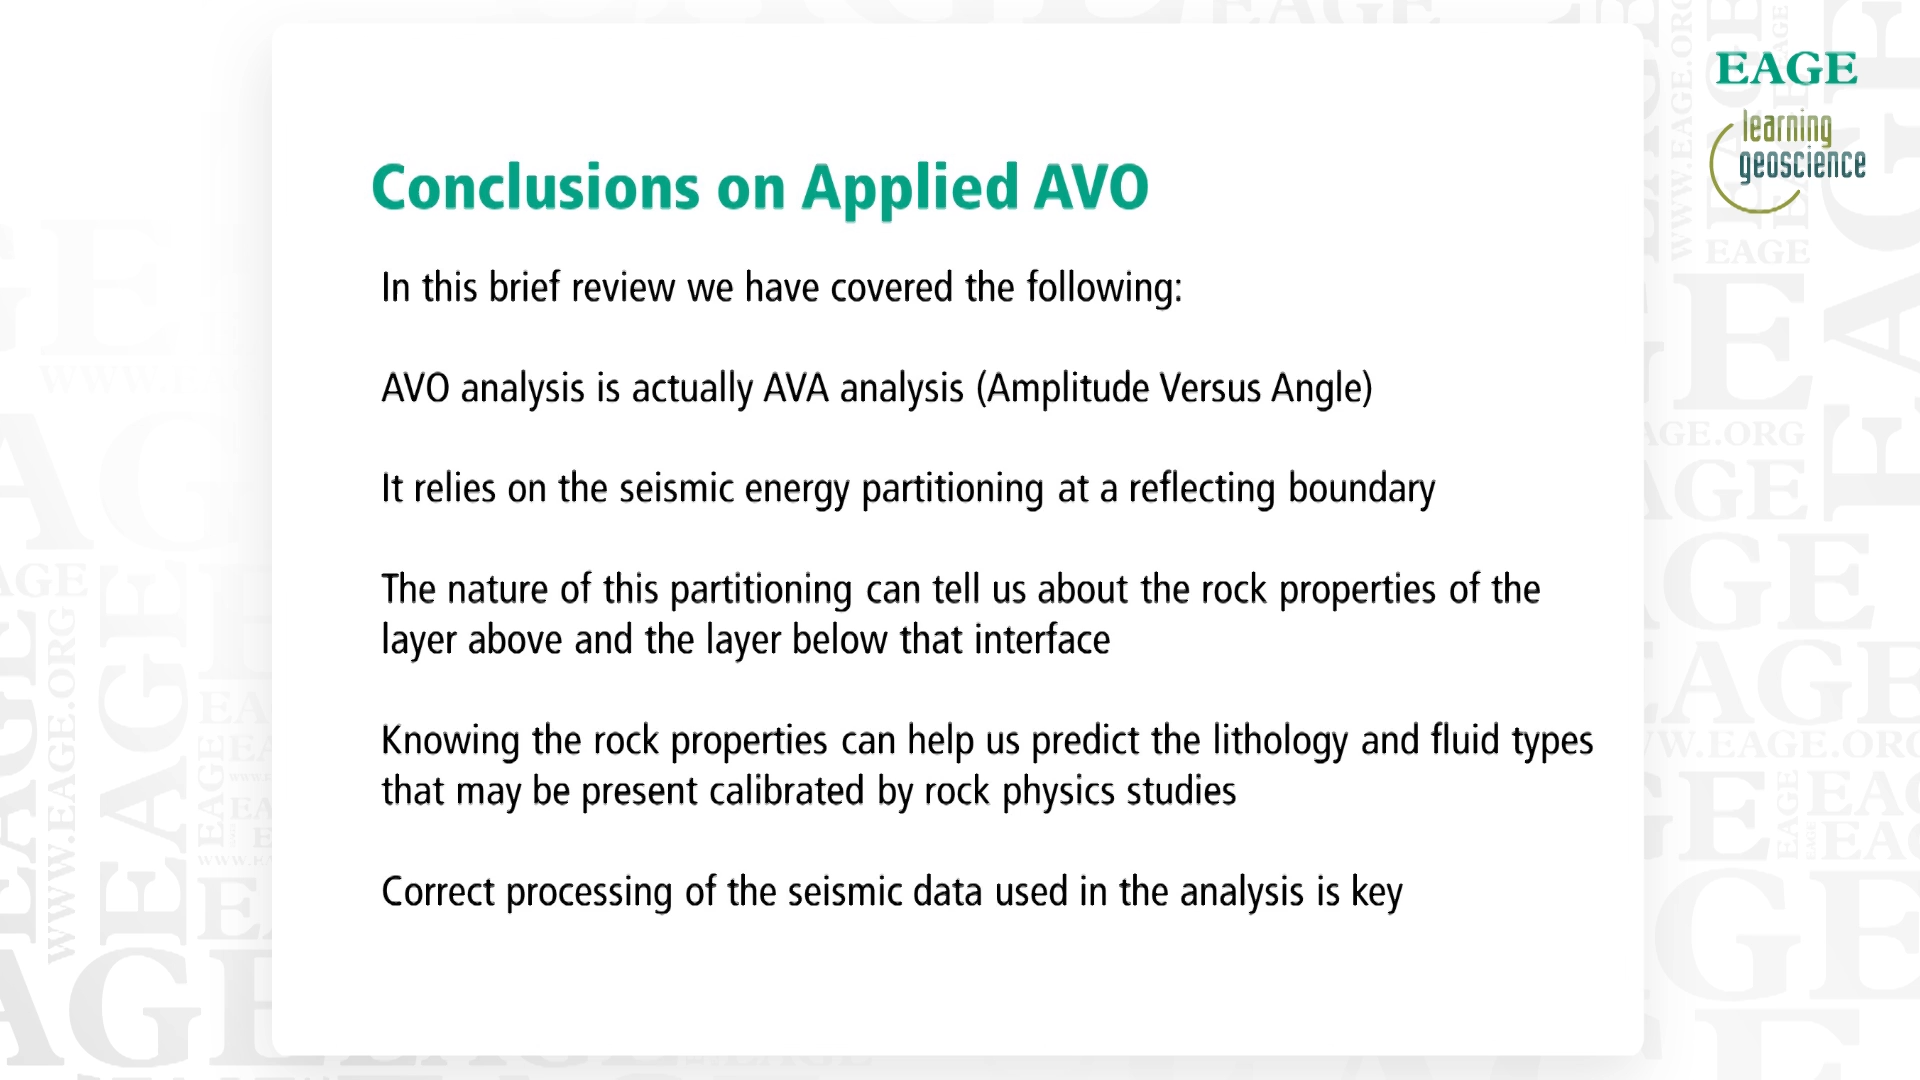 EAGE
learning
geoscience
Conclusions on Applied AVO
In this brief review we have covered the following:
AVO analysis is actually AVA analysis (Amplitude Versus Angle)
It relies on the seismic energy partitioning at a reflecting boundary
The nature of this partitioning can tell us about the rock properties of the
layer above and the layer below that interface
Knowing the rock properties can help us predict the lithology and fluid types
that may be present calibrated by rock physics studies
Correct processing of the seismic data used in the analysis is key